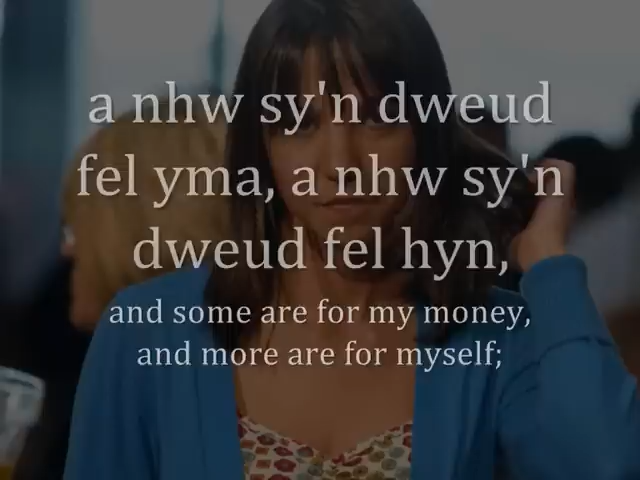 a nhw sy'n dweud
fel yma, a nhw sy'n
dweud fel hyn,
and some are for my money,
and more are for myself;